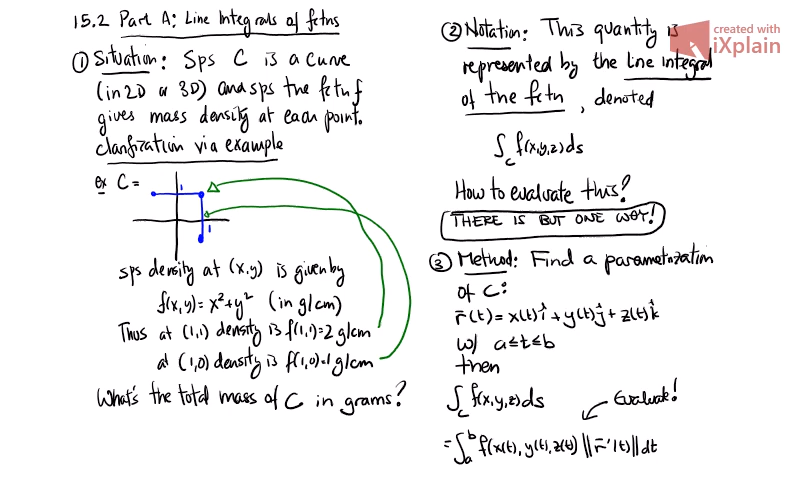 15.2 Part A: Line Integrals of fctns
① Situation: Sps C is a curve
(in 2D or 3D) and sps the fctn f
gives mass density at each point.
clarification via example
ex C =
1
1
sps density at (x,y) is given by
f(x,y) = x²+y² (in g/cm)
Thus at (1,1) density is f(1,1)=2 g/cm
at (1,0) density is f(1,0)=1 g/cm
What's the total mass of C in grams?
② Notation: This quantity is
represented by the line integral
of the fctn, denoted
∫_C f(x,y,z) ds
How to evaluate this?
THERE IS BUT ONE WAY!
③ Method: Find a parametrization
of C:
r̄(t) = x(t)î + y(t)ĵ + z(t)k̂
w/ a≤t≤b
then
∫_C f(x,y,z) ds
Evaluate!
= ∫_a^b f(x(t), y(t), z(t)) ||r̄'(t)|| dt
created with
iXplain